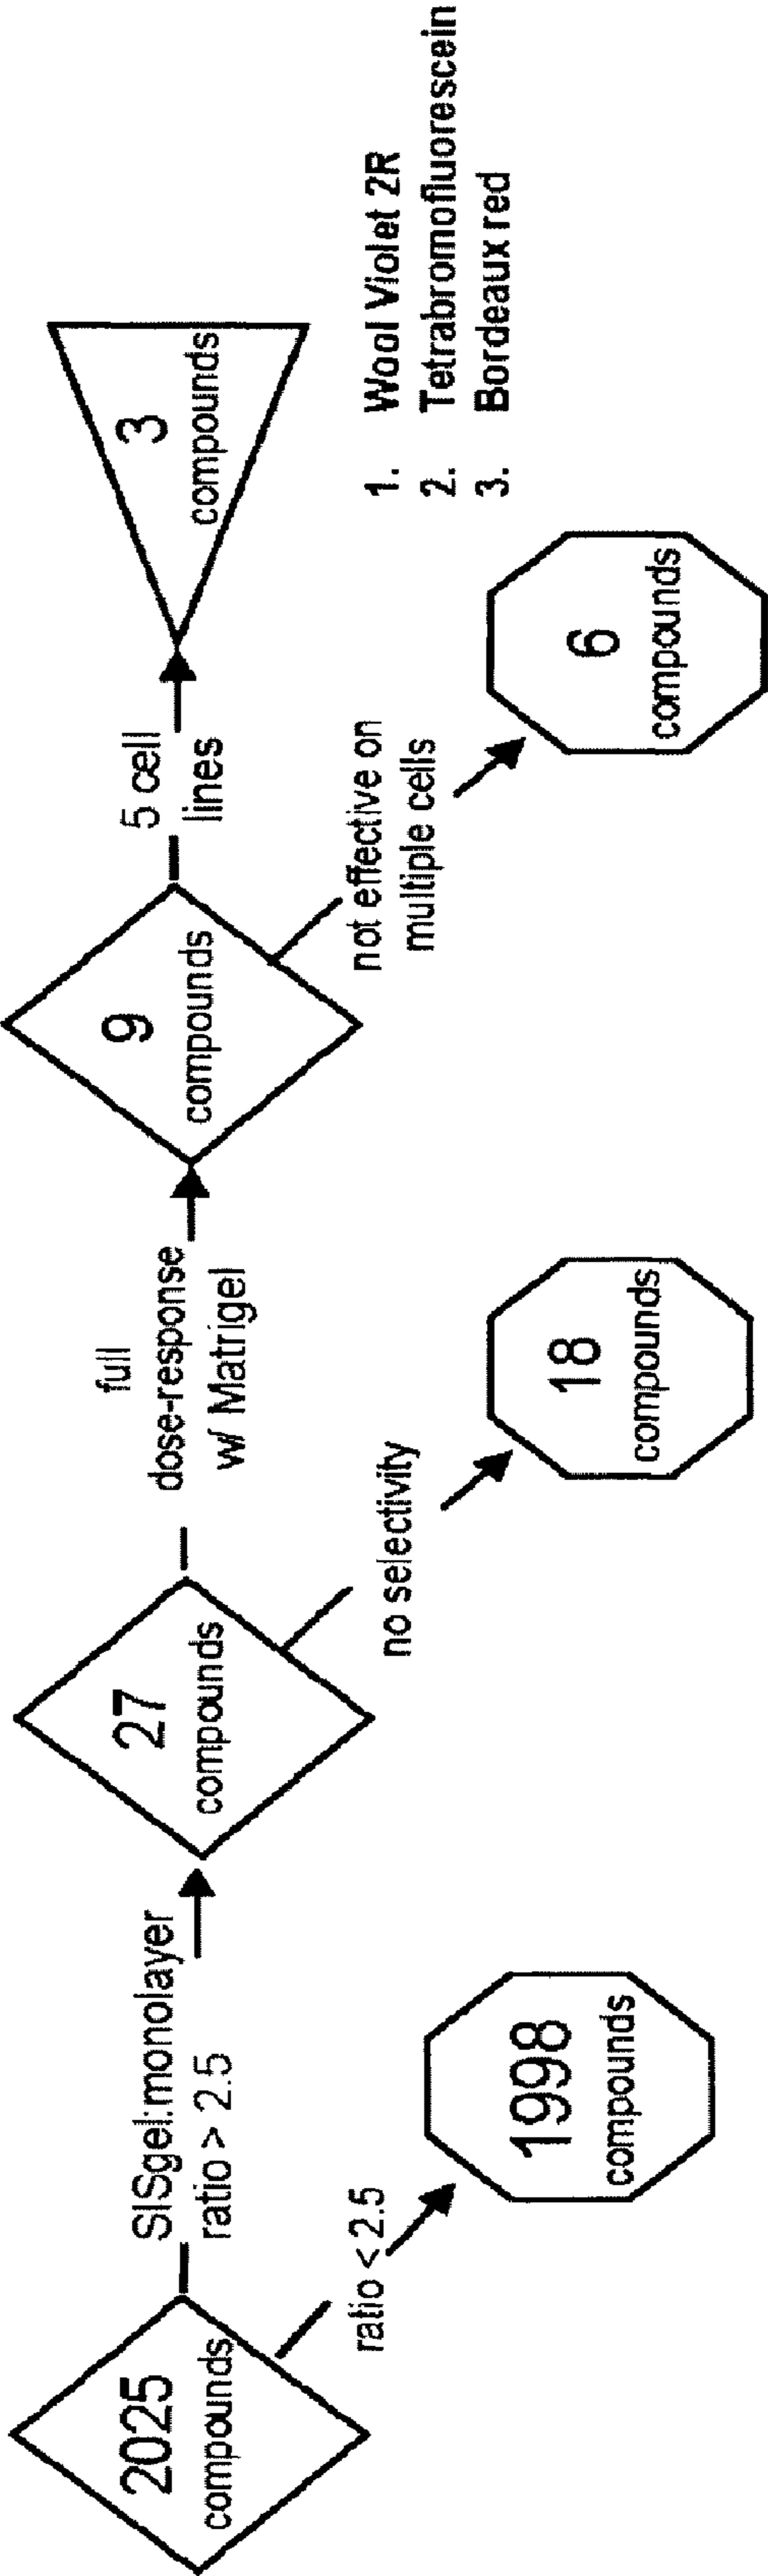 2025
compounds
SISgel:monolayer
ratio > 2.5
ratio < 2.5
1998
compounds
27
compounds
full
dose-response
w/ Matrigel
no selectivity
18
compounds
9
compounds
5 cell
lines
not effective on
multiple cells
6
compounds
3
compounds
1. Wool Violet 2R
2. Tetrabromofluorescein
3. Bordeaux red